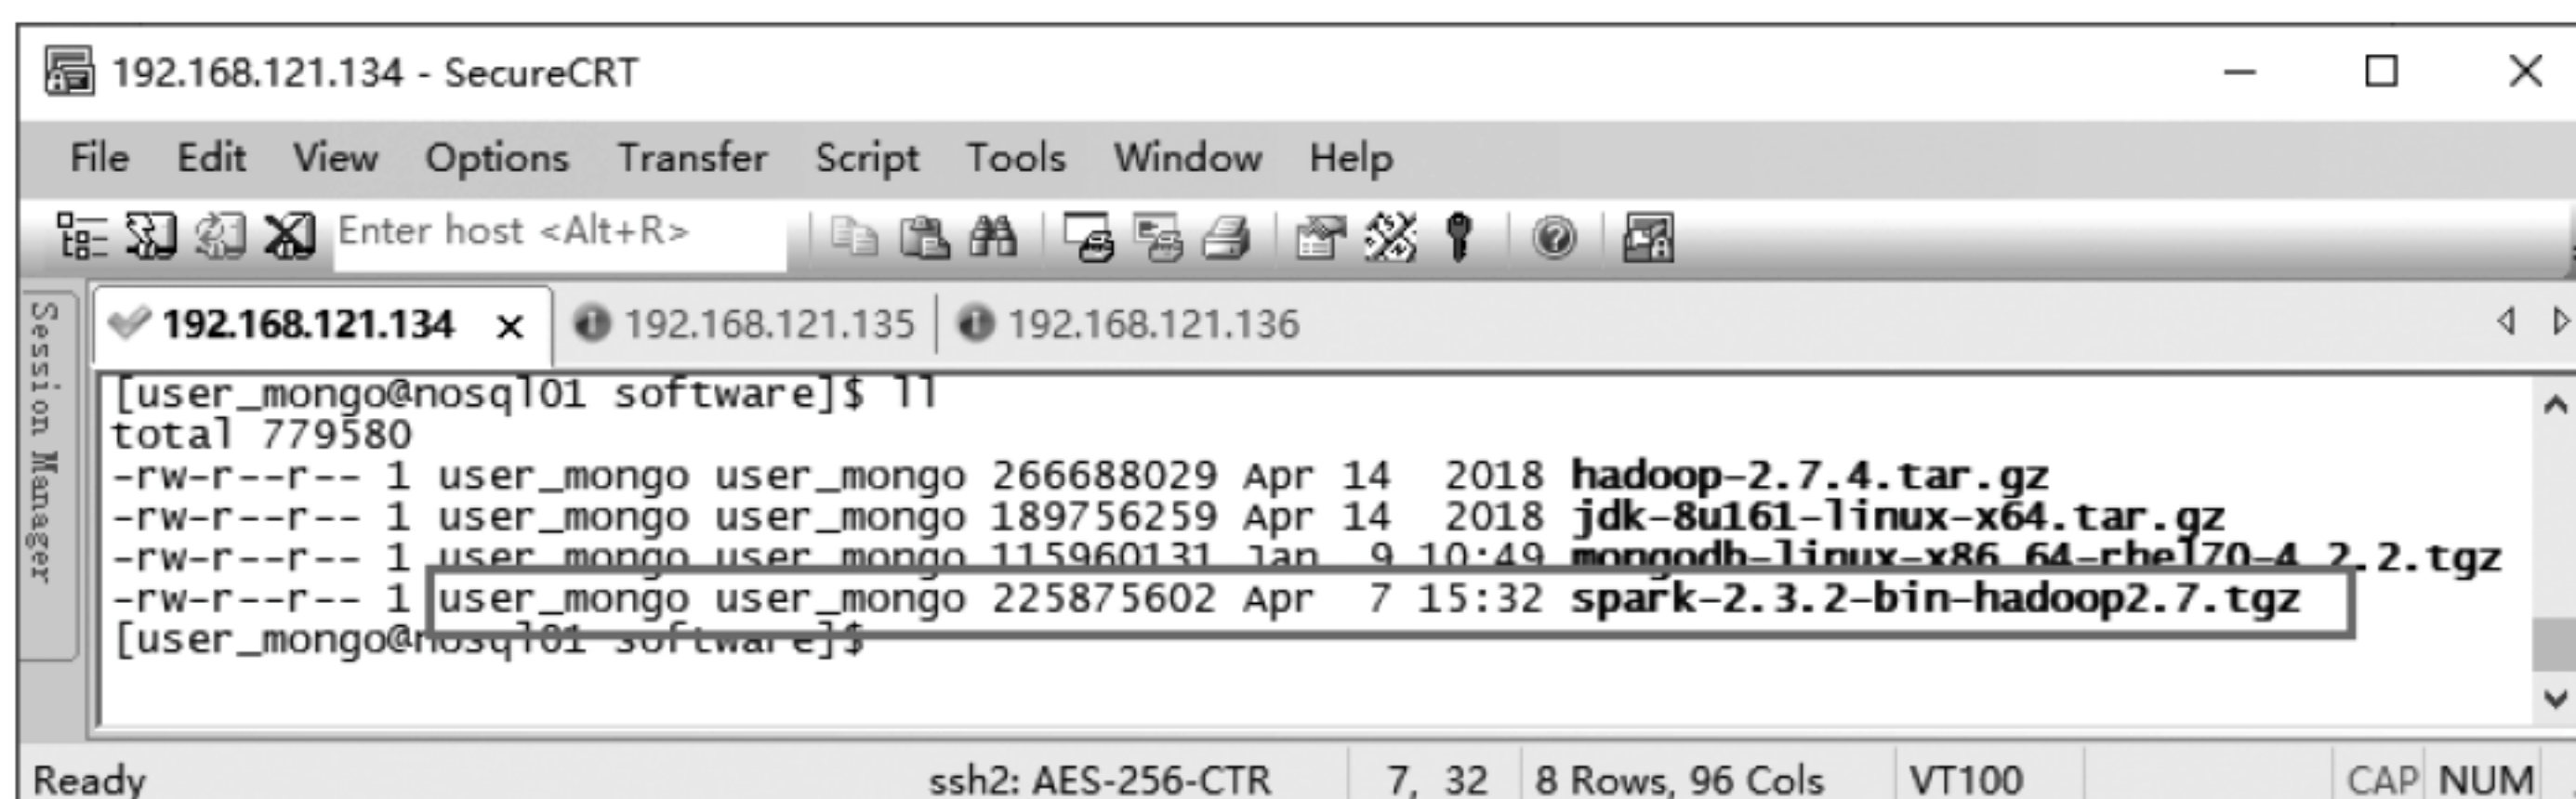 192.168.121.134 - SecureCRT
File Edit View Options Transfer Script Tools Window Help
Enter host <Alt+R>
Session Manager
192.168.121.134 x 192.168.121.135 192.168.121.136
[user_mongo@nosql01 software]$ ll
total 779580
-rw-r--r-- 1 user_mongo user_mongo 266688029 Apr 14  2018 hadoop-2.7.4.tar.gz
-rw-r--r-- 1 user_mongo user_mongo 189756259 Apr 14  2018 jdk-8u161-linux-x64.tar.gz
-rw-r--r-- 1 user_mongo user_mongo 115960131 Jan  9 10:49 mongodb-linux-x86_64-rhel70-4.2.2.tgz
-rw-r--r-- 1 user_mongo user_mongo 225875602 Apr  7 15:32 spark-2.3.2-bin-hadoop2.7.tgz
[user_mongo@nosql01 software]$
Ready ssh2: AES-256-CTR 7, 32 8 Rows, 96 Cols VT100 CAP NUM